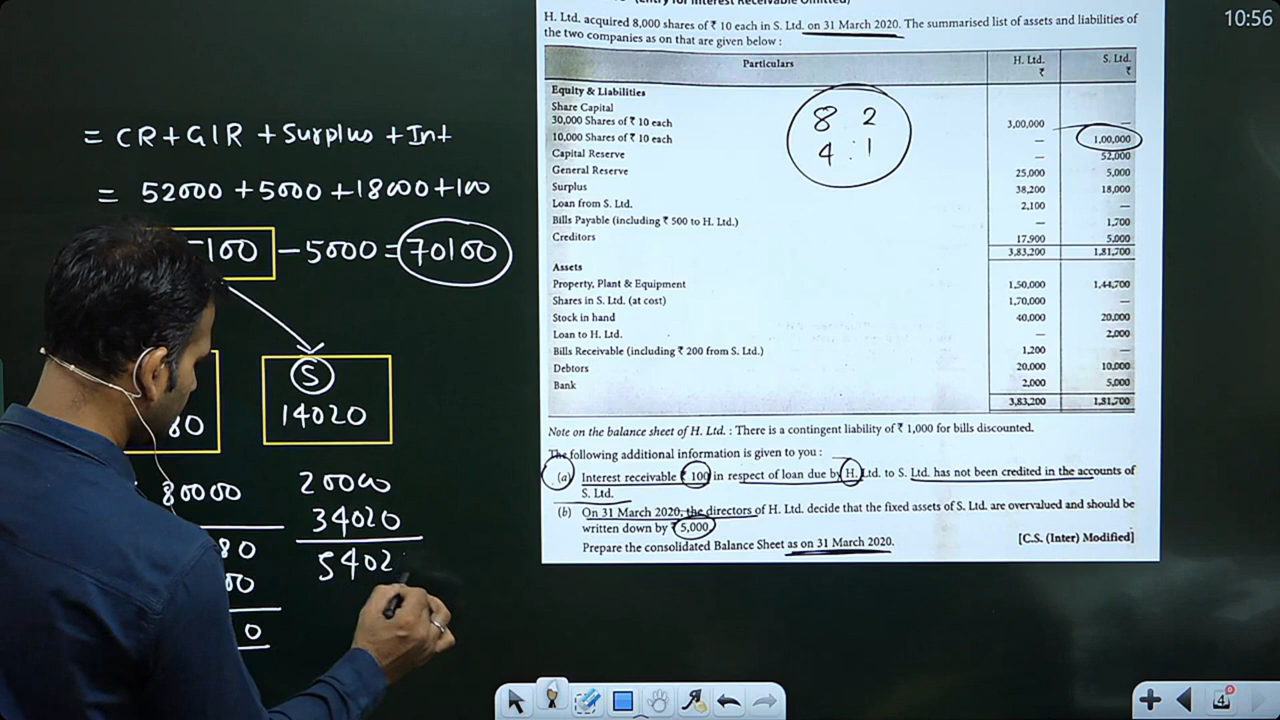 10:56
(Entry for Interest Receivable Omitted)
H. Ltd. acquired 8,000 shares of ₹ 10 each in S. Ltd. on 31 March 2020. The summarised list of assets and liabilities of
the two companies as on that are given below :
Particulars H. Ltd. S. Ltd.
₹ ₹
Equity & Liabilities
Share Capital
30,000 Shares of ₹ 10 each 3,00,000 —
10,000 Shares of ₹ 10 each — 1,00,000
Capital Reserve — 52,000
General Reserve 25,000 5,000
Surplus 38,200 18,000
Loan from S. Ltd. 2,100 —
Bills Payable (including ₹ 500 to H. Ltd.) — 1,700
Creditors 17,900 5,000
3,83,200 1,81,700
Assets
Property, Plant & Equipment 1,50,000 1,44,700
Shares in S. Ltd. (at cost) 1,70,000 —
Stock in hand 40,000 20,000
Loan to H. Ltd. — 2,000
Bills Receivable (including ₹ 200 from S. Ltd.) 1,200 —
Debtors 20,000 10,000
Bank 2,000 5,000
3,83,200 1,81,700
Note on the balance sheet of H. Ltd. : There is a contingent liability of ₹ 1,000 for bills discounted.
The following additional information is given to you :
(a) Interest receivable ₹ 100 in respect of loan due by H. Ltd. to S. Ltd. has not been credited in the accounts of
S. Ltd.
(b) On 31 March 2020, the directors of H. Ltd. decide that the fixed assets of S. Ltd. are overvalued and should be
written down by ₹ 5,000.
Prepare the consolidated Balance Sheet as on 31 March 2020. [C.S. (Inter) Modified]
8 2
4 : 1
= CR + GIR + Surplus + Int
= 52000 + 5000 + 18000 + 100
100 - 5000 = 70100
S
80 14020
80000 20000
34020
80 5402
00
0
4